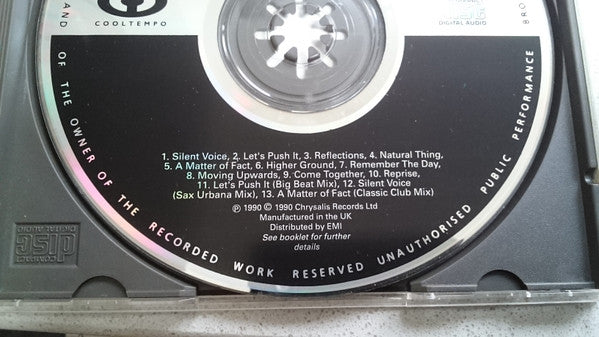 COOLTEMPO
DIGITAL AUDIO
AND OF THE OWNER OF THE RECORDED WORK RESERVED UNAUTHORISED PUBLIC PERFORMANCE BRO
1. Silent Voice, 2. Let's Push It, 3. Reflections, 4. Natural Thing,
5. A Matter of Fact, 6. Higher Ground, 7. Remember The Day,
8. Moving Upwards, 9. Come Together, 10. Reprise,
11. Let's Push It (Big Beat Mix), 12. Silent Voice
(Sax Urbana Mix), 13. A Matter of Fact (Classic Club Mix)
℗ 1990 © 1990 Chrysalis Records Ltd
Manufactured in the UK
Distributed by EMI
See booklet for further
details
COMPACT
disc
DIGITAL AUDIO